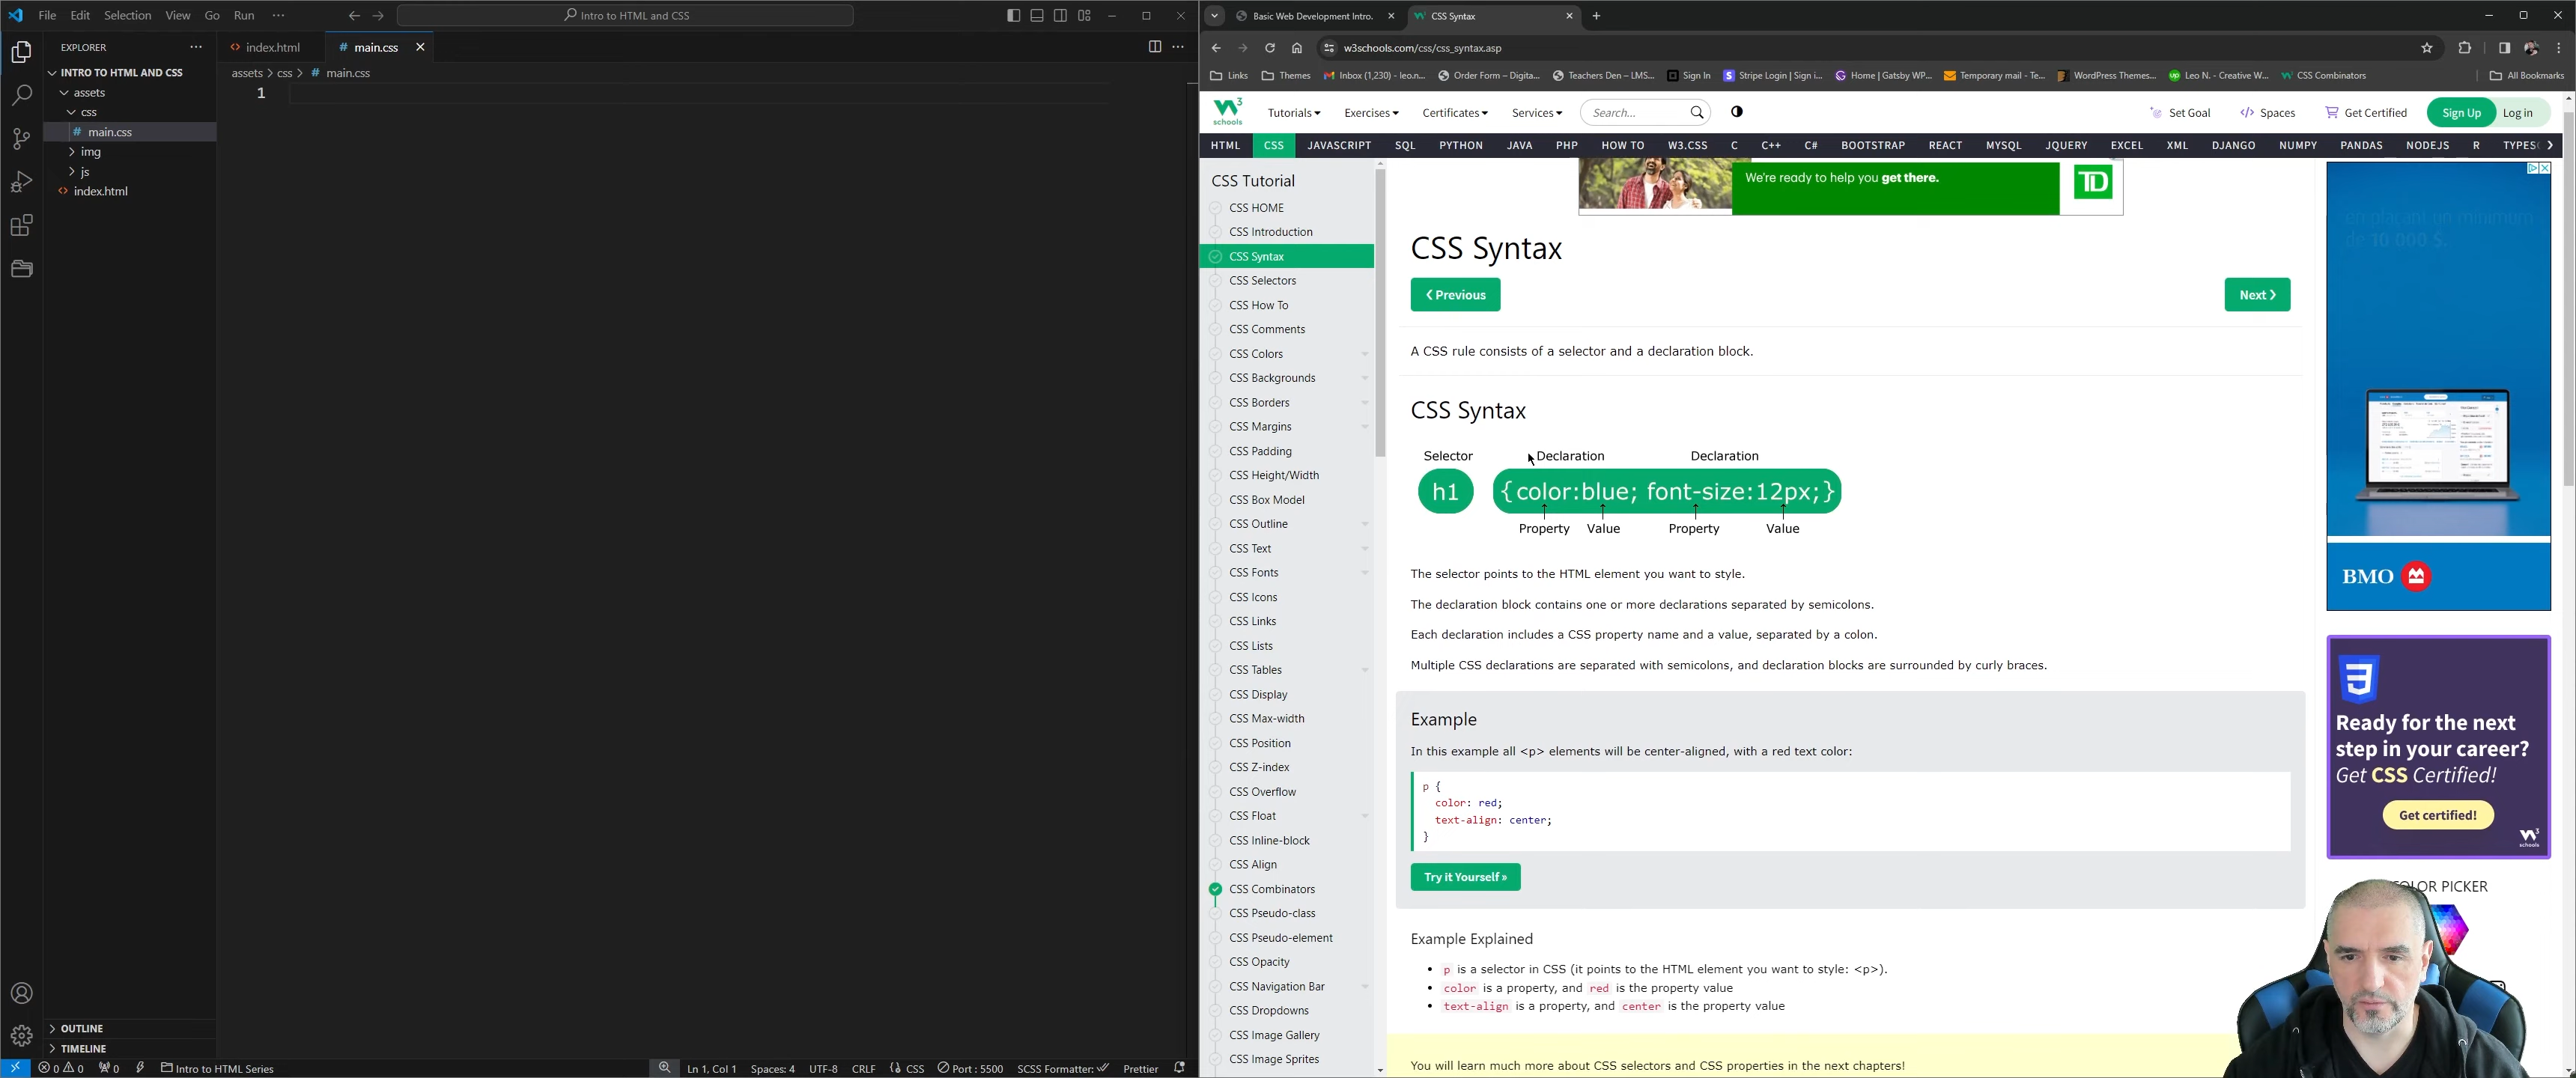 File Edit Selection View Go Run ···
Intro to HTML and CSS
EXPLORER ···
INTRO TO HTML AND CSS
assets
css
# main.css
img
js
index.html
OUTLINE
TIMELINE
index.html # main.css
assets > css > # main.css
1
0 0 0 Intro to HTML Series
Ln 1, Col 1 Spaces: 4 UTF-8 CRLF CSS Port : 5500 SCSS Formatter: Prettier
Basic Web Development Intro.
CSS Syntax
w3schools.com/css/css_syntax.asp
Links Themes Inbox (1,230) - leo.n... Order Form – Digita... Teachers Den – LMS... Sign In Stripe Login | Sign i... Home | Gatsby WP... Temporary mail - Te... WordPress Themes... Leo N. - Creative W... CSS Combinators All Bookmarks
W3 schools
Tutorials Exercises Certificates Services Search... Set Goal Spaces Get Certified Sign Up Log in
HTML CSS JAVASCRIPT SQL PYTHON JAVA PHP HOW TO W3.CSS C C++ C# BOOTSTRAP REACT MYSQL JQUERY EXCEL XML DJANGO NUMPY PANDAS NODEJS R
CSS Tutorial
CSS HOME
CSS Introduction
CSS Syntax
CSS Selectors
CSS How To
CSS Comments
CSS Colors
CSS Backgrounds
CSS Borders
CSS Margins
CSS Padding
CSS Height/Width
CSS Box Model
CSS Outline
CSS Text
CSS Fonts
CSS Icons
CSS Links
CSS Lists
CSS Tables
CSS Display
CSS Max-width
CSS Position
CSS Z-index
CSS Overflow
CSS Float
CSS Inline-block
CSS Align
CSS Combinators
CSS Pseudo-class
CSS Pseudo-element
CSS Opacity
CSS Navigation Bar
CSS Dropdowns
CSS Image Gallery
CSS Image Sprites
We're ready to help you get there.
TD
CSS Syntax
❮ Previous
Next ❯
A CSS rule consists of a selector and a declaration block.
CSS Syntax
Selector Declaration Declaration
h1 {color:blue; font-size:12px;}
Property Value Property Value
The selector points to the HTML element you want to style.
The declaration block contains one or more declarations separated by semicolons.
Each declaration includes a CSS property name and a value, separated by a colon.
Multiple CSS declarations are separated with semicolons, and declaration blocks are surrounded by curly braces.
Example
In this example all <p> elements will be center-aligned, with a red text color:
p {
color: red;
text-align: center;
}
Try it Yourself »
Example Explained
• p is a selector in CSS (it points to the HTML element you want to style: <p>).
• color is a property, and red is the property value
• text-align is a property, and center is the property value
You will learn much more about CSS selectors and CSS properties in the next chapters!
de 10 000 $.
BMO
3
Ready for the next
step in your career?
Get CSS Certified!
Get certified!
W3 schools
PICKER